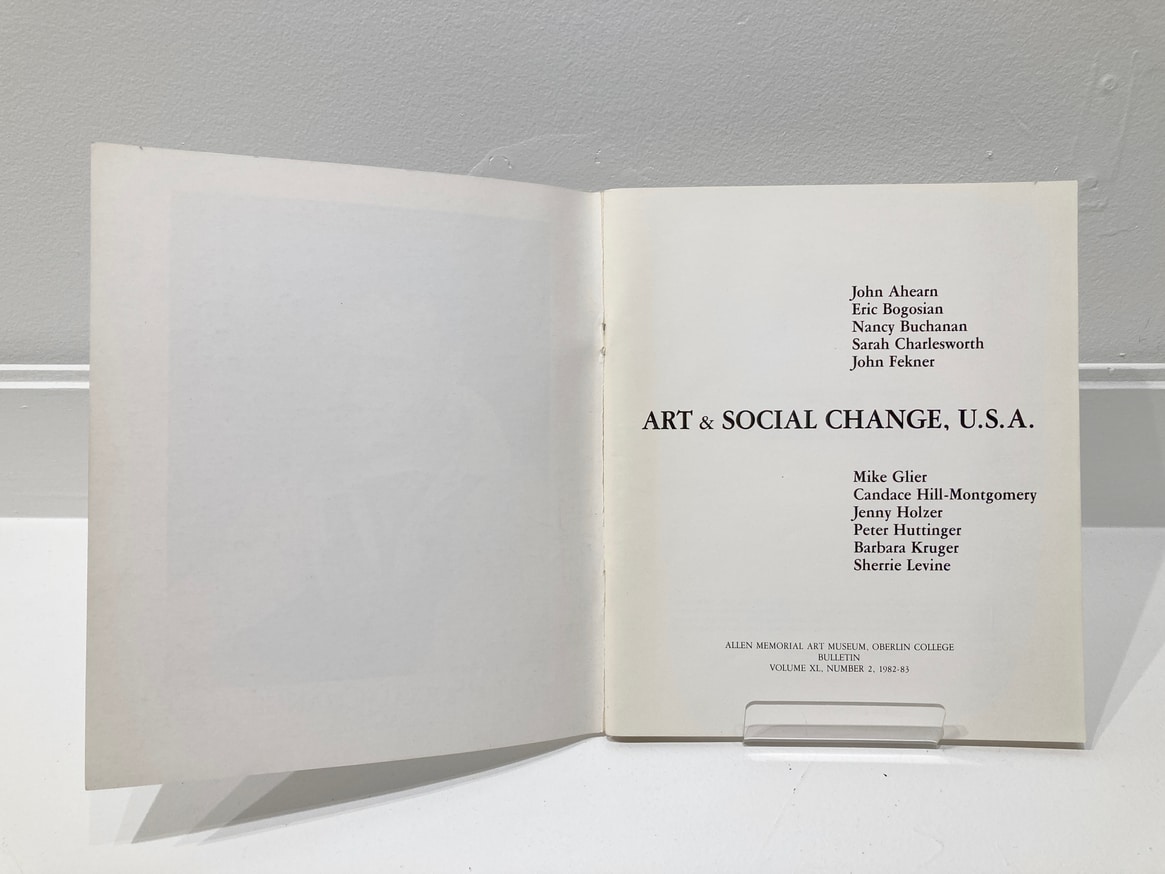 John Ahearn
Eric Bogosian
Nancy Buchanan
Sarah Charlesworth
John Fekner
ART & SOCIAL CHANGE, U.S.A.
Mike Glier
Candace Hill-Montgomery
Jenny Holzer
Peter Huttinger
Barbara Kruger
Sherrie Levine
ALLEN MEMORIAL ART MUSEUM, OBERLIN COLLEGE
BULLETIN
VOLUME XL, NUMBER 2, 1982-83